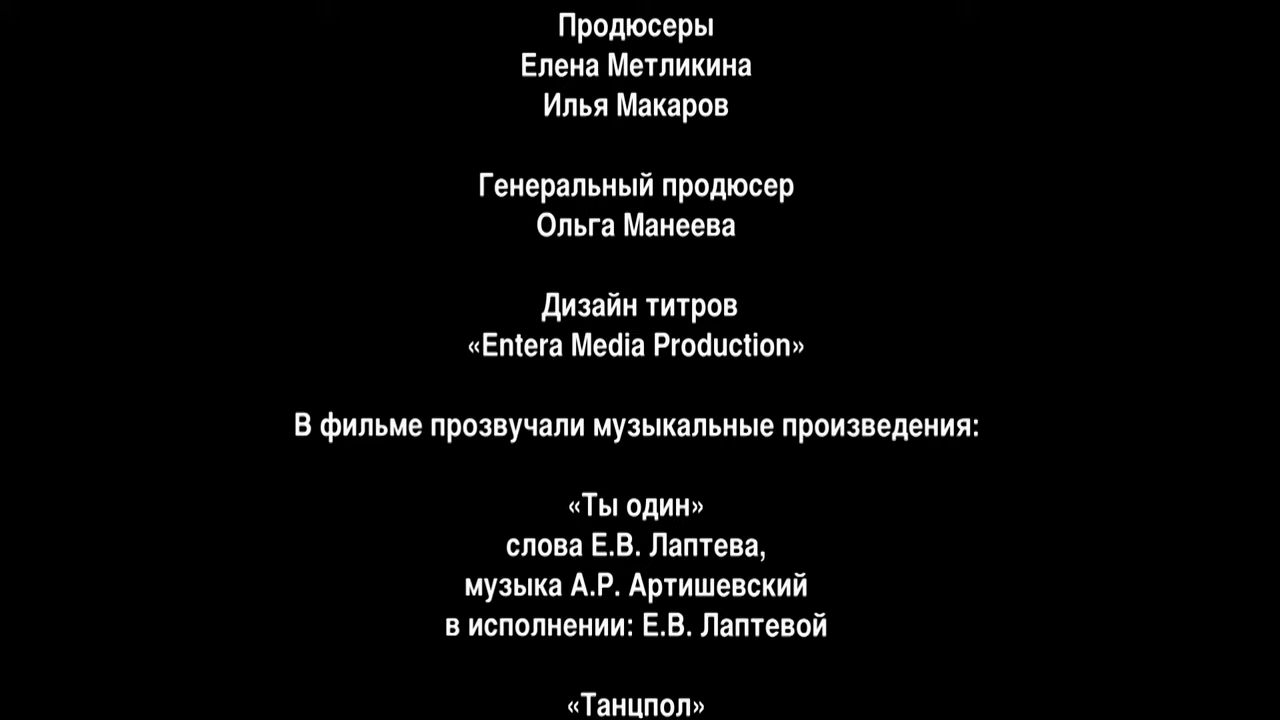 Продюсеры
Елена Метликина
Илья Макаров
Генеральный продюсер
Ольга Манеева
Дизайн титров
«Entera Media Production»
В фильме прозвучали музыкальные произведения:
«Ты один»
слова Е.В. Лаптева,
музыка А.Р. Артишевский
в исполнении: Е.В. Лаптевой
«Танцпол»